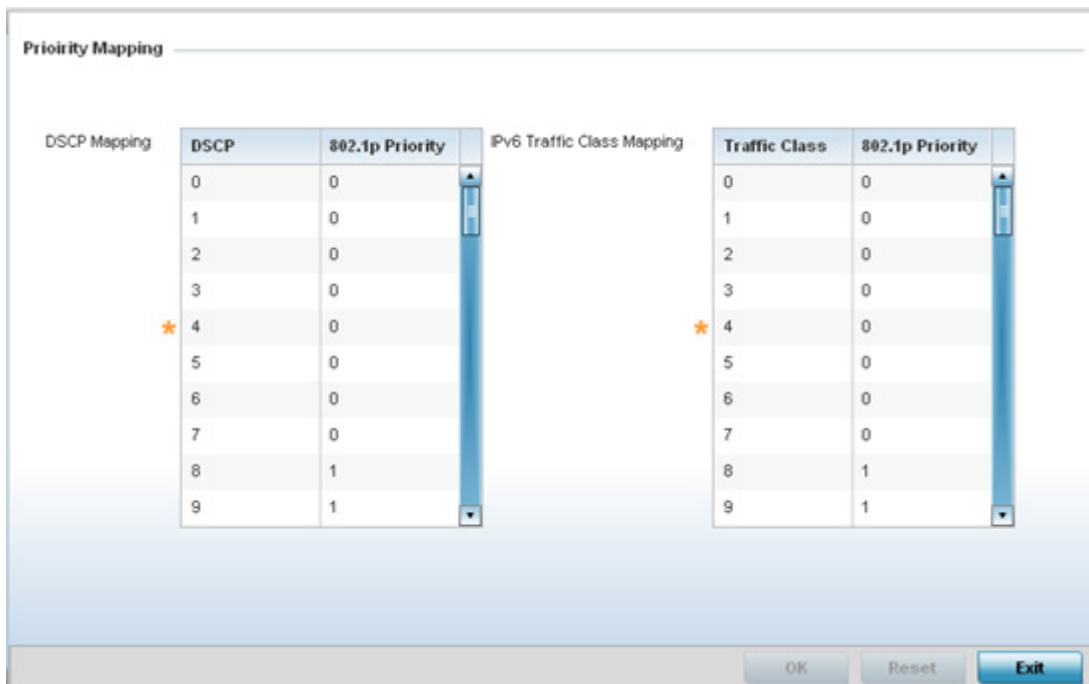 Prioirity Mapping
DSCP Mapping
DSCP 802.1p Priority
0 0
1 0
2 0
3 0
* 4 0
5 0
6 0
7 0
8 1
9 1
IPv6 Traffic Class Mapping
Traffic Class 802.1p Priority
0 0
1 0
2 0
3 0
* 4 0
5 0
6 0
7 0
8 1
9 1
OK Reset Exit